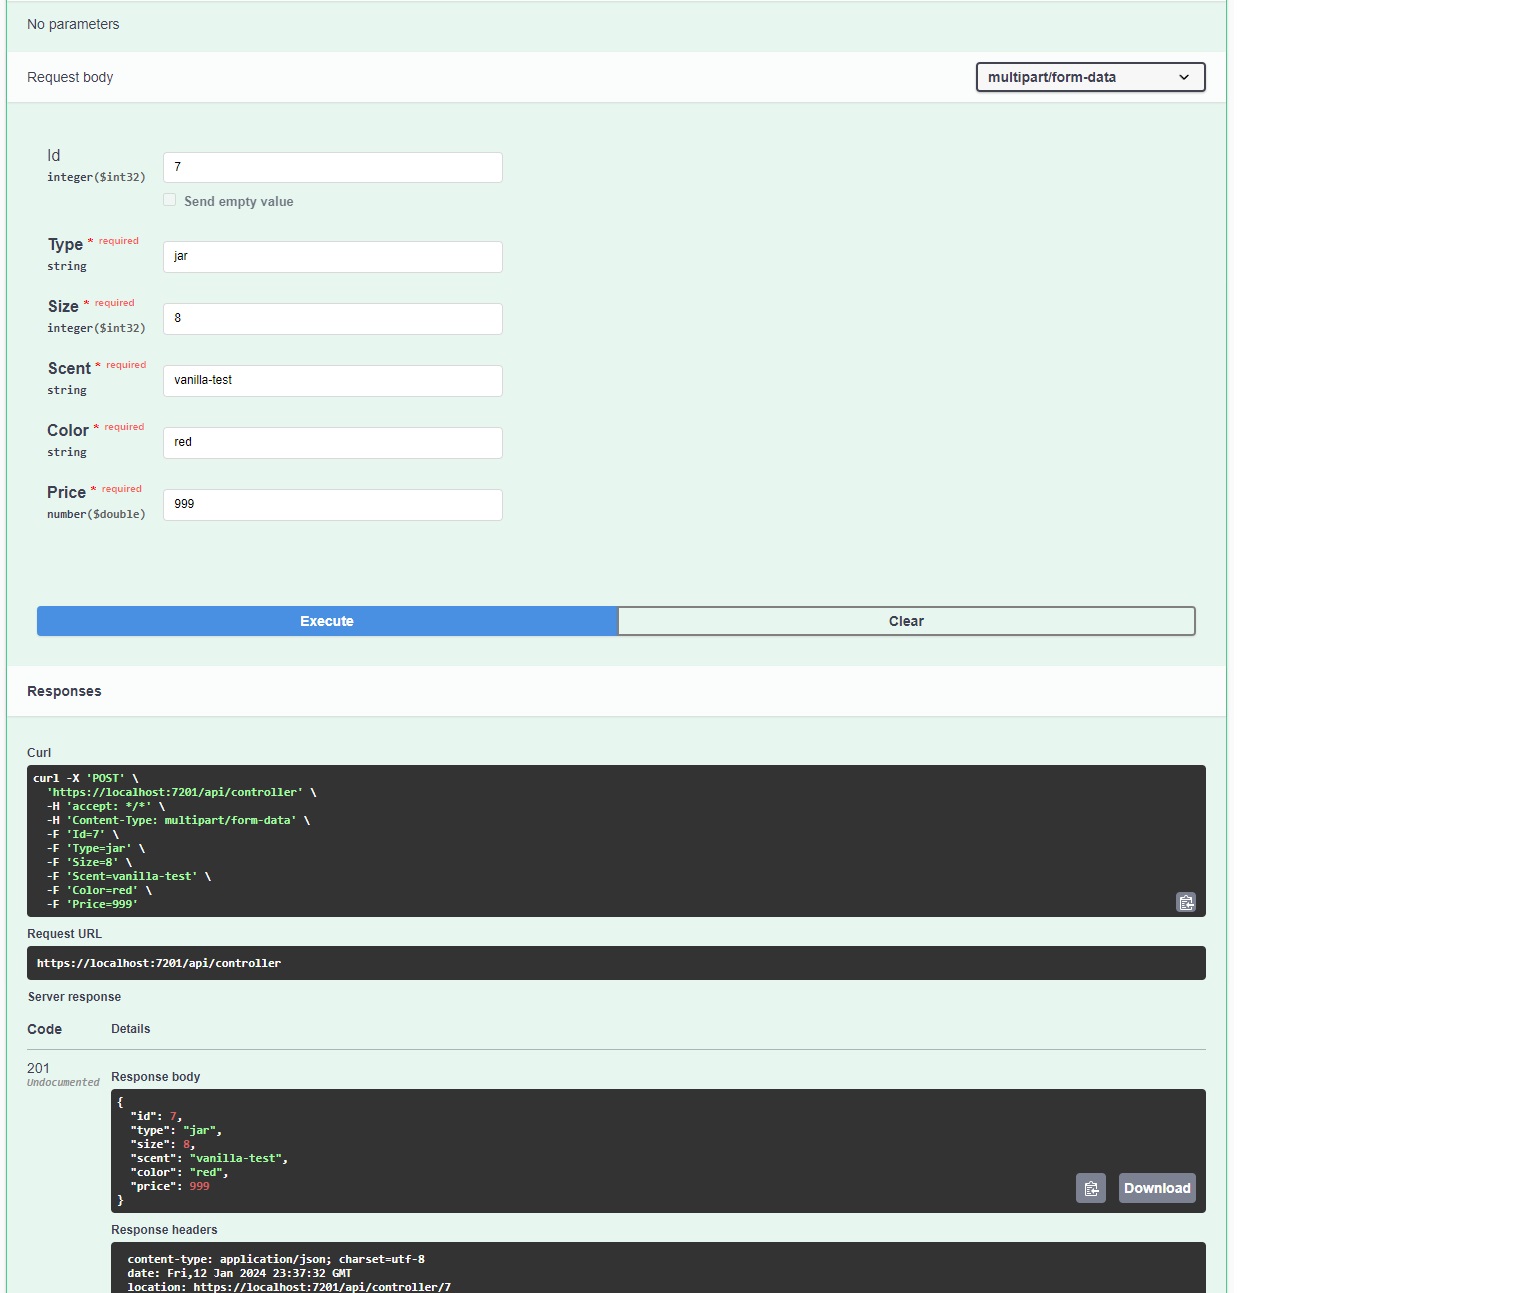 No parameters
Request body
multipart/form-data
Id
integer($int32)
7
Send empty value
Type * required
string
jar
Size * required
integer($int32)
8
Scent * required
string
vanilla-test
Color * required
string
red
Price * required
number($double)
999
Execute
Clear
Responses
Curl
curl -X 'POST' \
'https://localhost:7201/api/controller' \
-H 'accept: */*' \
-H 'Content-Type: multipart/form-data' \
-F 'Id=7' \
-F 'Type=jar' \
-F 'Size=8' \
-F 'Scent=vanilla-test' \
-F 'Color=red' \
-F 'Price=999'
Request URL
https://localhost:7201/api/controller
Server response
Code Details
201
Undocumented
Response body
{
"id": 7,
"type": "jar",
"size": 8,
"scent": "vanilla-test",
"color": "red",
"price": 999
}
Download
Response headers
content-type: application/json; charset=utf-8
date: Fri,12 Jan 2024 23:37:32 GMT
location: https://localhost:7201/api/controller/7